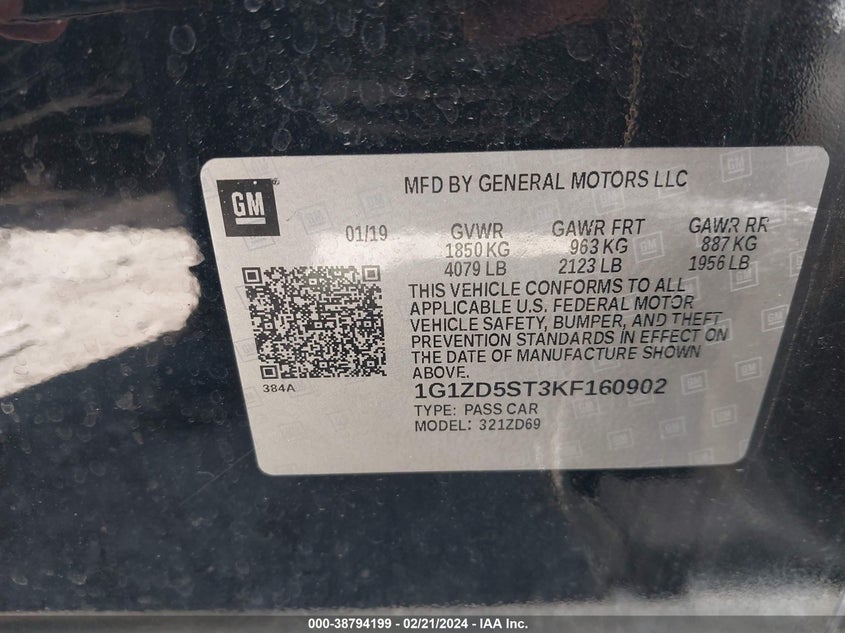 GM
MFD BY GENERAL MOTORS LLC
01/19
GVWR GAWR FRT GAWR RR
1850 KG 963 KG 887 KG
4079 LB 2123 LB 1956 LB
THIS VEHICLE CONFORMS TO ALL
APPLICABLE U.S. FEDERAL MOTOR
VEHICLE SAFETY, BUMPER, AND THEFT
PREVENTION STANDARDS IN EFFECT ON
THE DATE OF MANUFACTURE SHOWN
ABOVE.
384A
1G1ZD5ST3KF160902
TYPE: PASS CAR
MODEL: 321ZD69
000-38794199 - 02/21/2024 - IAA Inc.